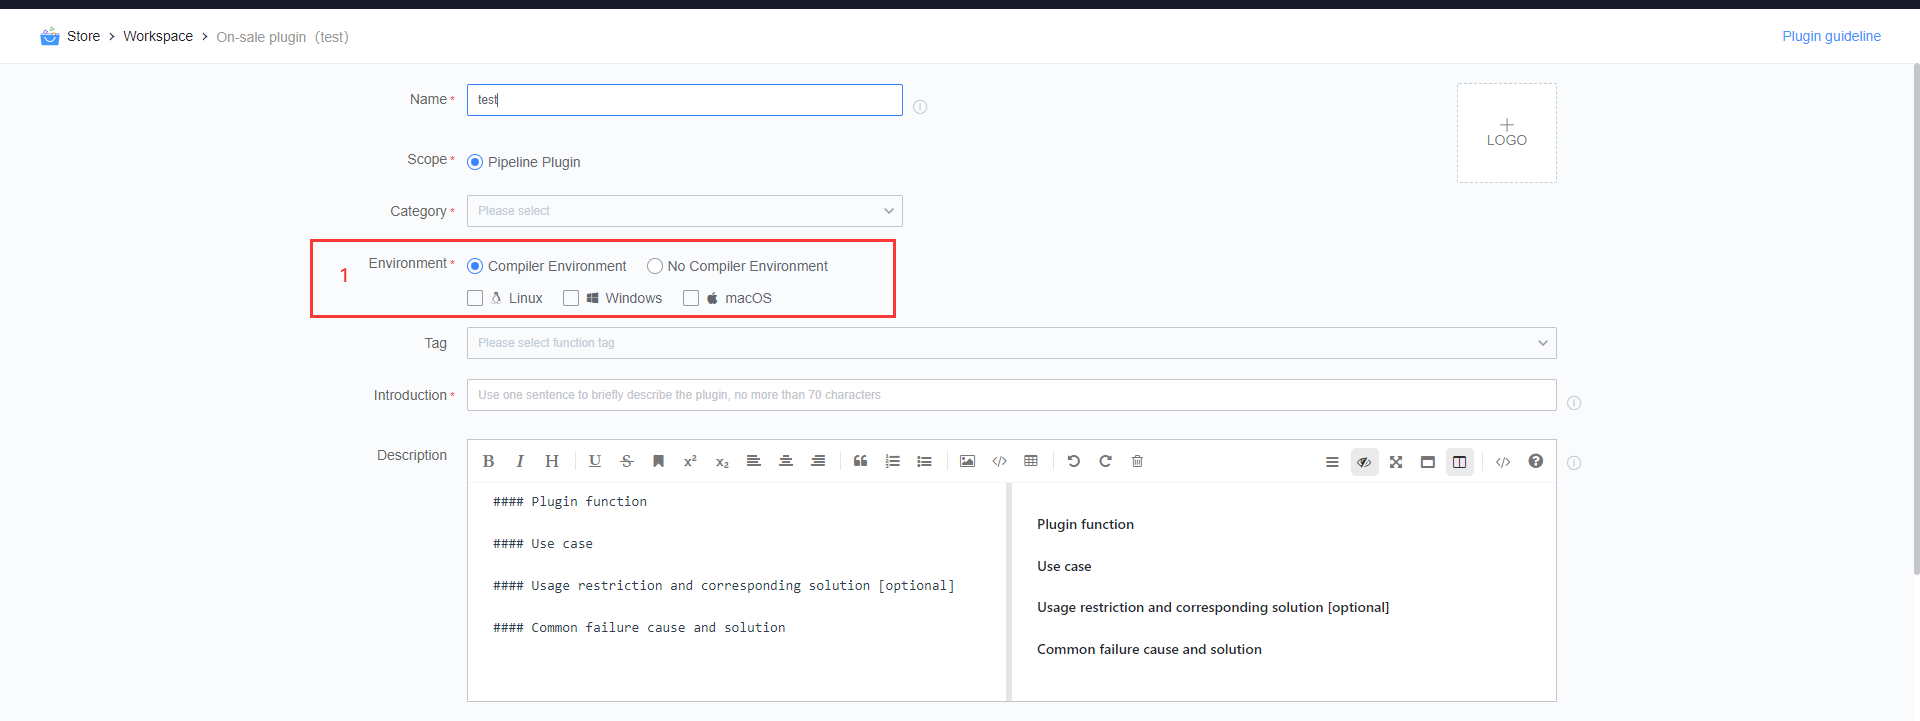 Store > Workspace > On-sale plugin (test)
Plugin guideline
Name *
test
LOGO
Scope *
Pipeline Plugin
Category *
Please select
1
Environment *
Compiler Environment
No Compiler Environment
Linux
Windows
macOS
Tag
Please select function tag
Introduction *
Use one sentence to briefly describe the plugin, no more than 70 characters
Description
#### Plugin function
#### Use case
#### Usage restriction and corresponding solution [optional]
#### Common failure cause and solution
Plugin function
Use case
Usage restriction and corresponding solution [optional]
Common failure cause and solution